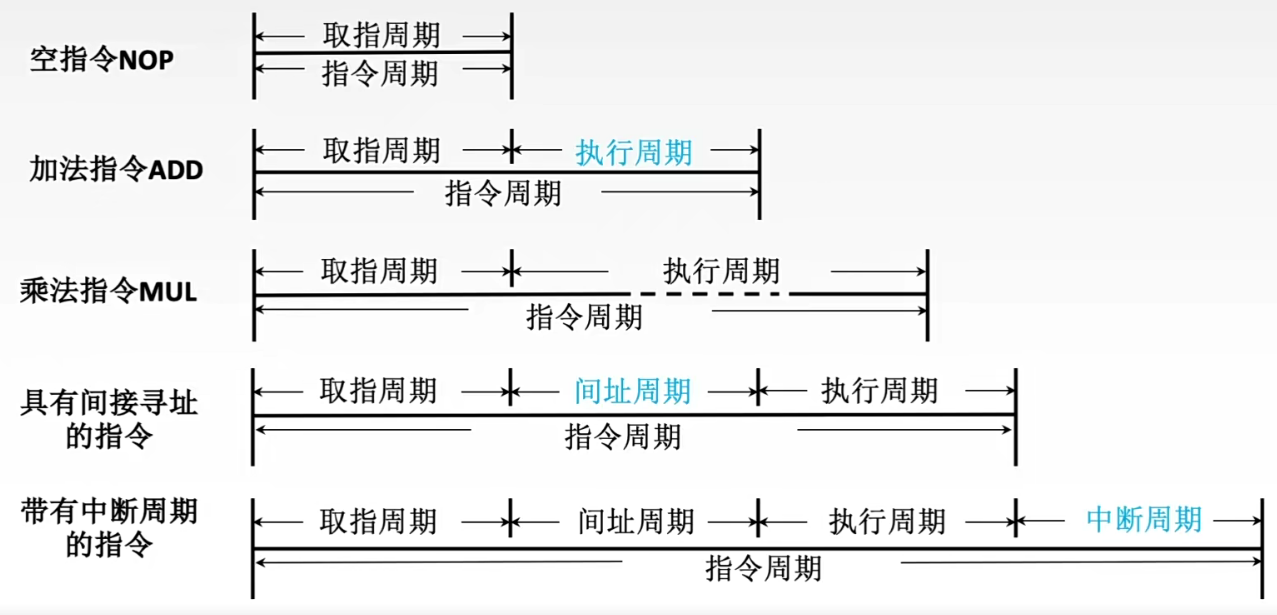 取指周期
空指令NOP
指令周期
取指周期 执行周期
加法指令ADD
指令周期
取指周期 执行周期
乘法指令MUL
指令周期
取指周期 间址周期 执行周期
具有间接寻址
的指令
指令周期
取指周期 间址周期 执行周期 中断周期
带有中断周期
的指令
指令周期